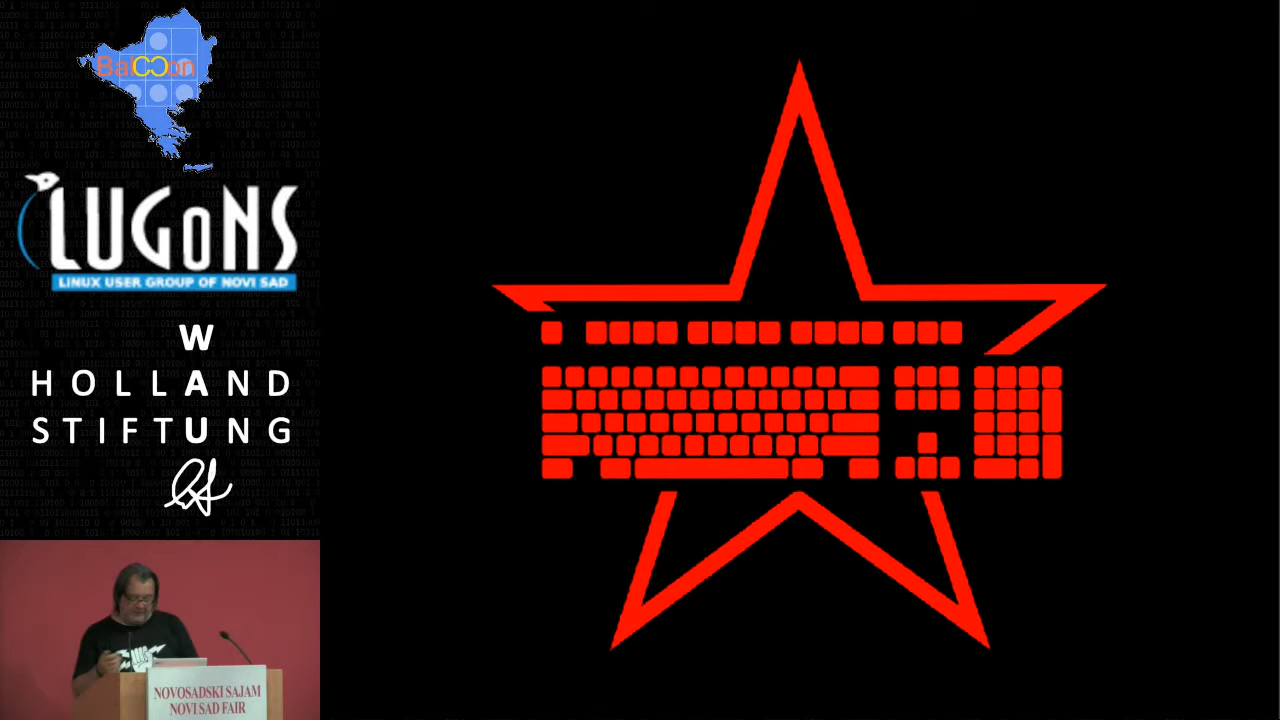 BalCCon
LUGoNS
LINUX USER GROUP OF NOVI SAD
W
HOLLAND
STIFTUNG
NOVOSADSKI SAJAM
NOVI SAD FAIR